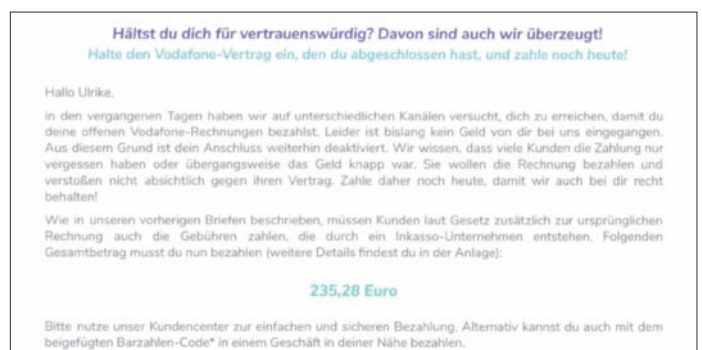 Hältst du dich für vertrauenswürdig? Davon sind auch wir überzeugt!
Halte den Vodafone-Vertrag ein, den du abgeschlossen hast, und zahle noch heute!
Hallo Ulrike,
in den vergangenen Tagen haben wir auf unterschiedlichen Kanälen versucht, dich zu erreichen, damit du
deine offenen Vodafone-Rechnungen bezahlst. Leider ist bislang kein Geld von dir bei uns eingegangen.
Aus diesem Grund ist dein Anschluss weiterhin deaktiviert. Wir wissen, dass viele Kunden die Zahlung nur
vergessen haben oder übergangsweise das Geld knapp war. Sie wollen die Rechnung bezahlen und
verstoßen nicht absichtlich gegen ihren Vertrag. Zahle daher noch heute, damit wir auch bei dir recht
behalten!
Wie in unseren vorherigen Briefen beschrieben, müssen Kunden laut Gesetz zusätzlich zur ursprünglichen
Rechnung auch die Gebühren zahlen, die durch ein Inkasso-Unternehmen entstehen. Folgenden
Gesamtbetrag musst du nun bezahlen (weitere Details findest du in der Anlage):
235,28 Euro
Bitte nutze unser Kundencenter zur einfachen und sicheren Bezahlung. Alternativ kannst du auch mit dem
beigefügten Barzahlen-Code* in einem Geschäft in deiner Nähe bezahlen.